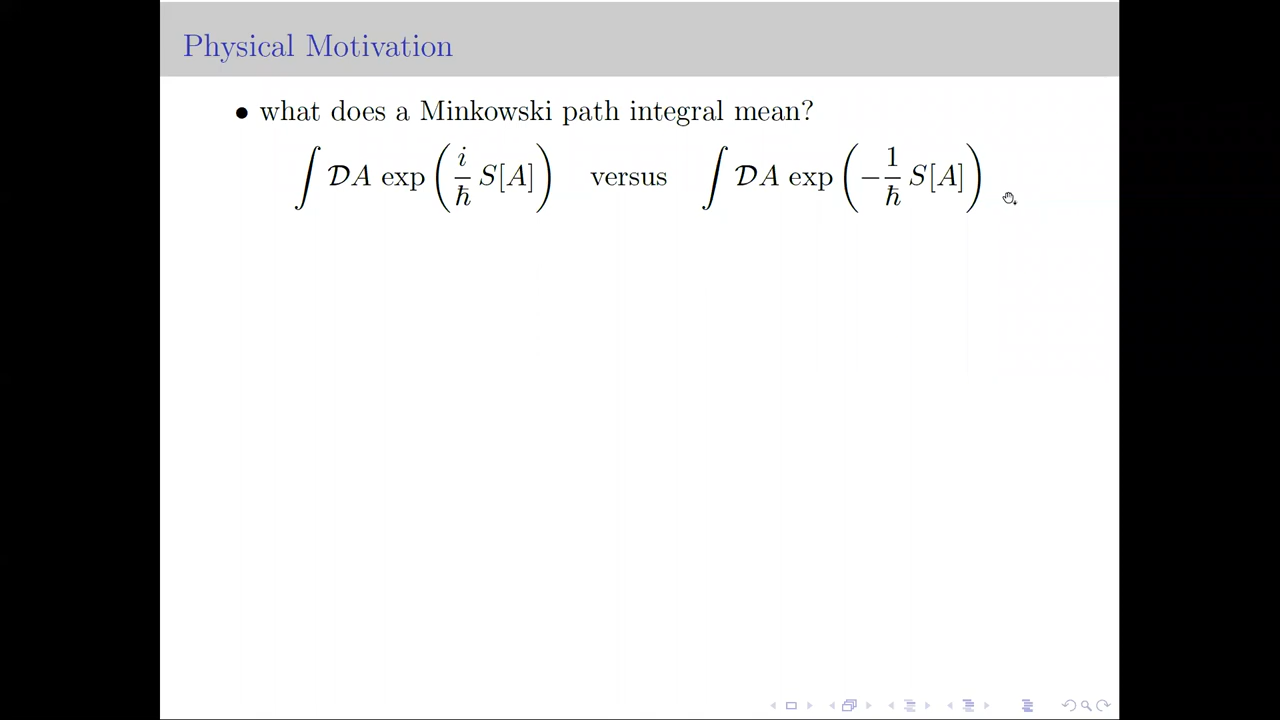 Physical Motivation
• what does a Minkowski path integral mean?
∫ 𝒟A exp(i/ℏ S[A]) versus ∫ 𝒟A exp(−1/ℏ S[A])